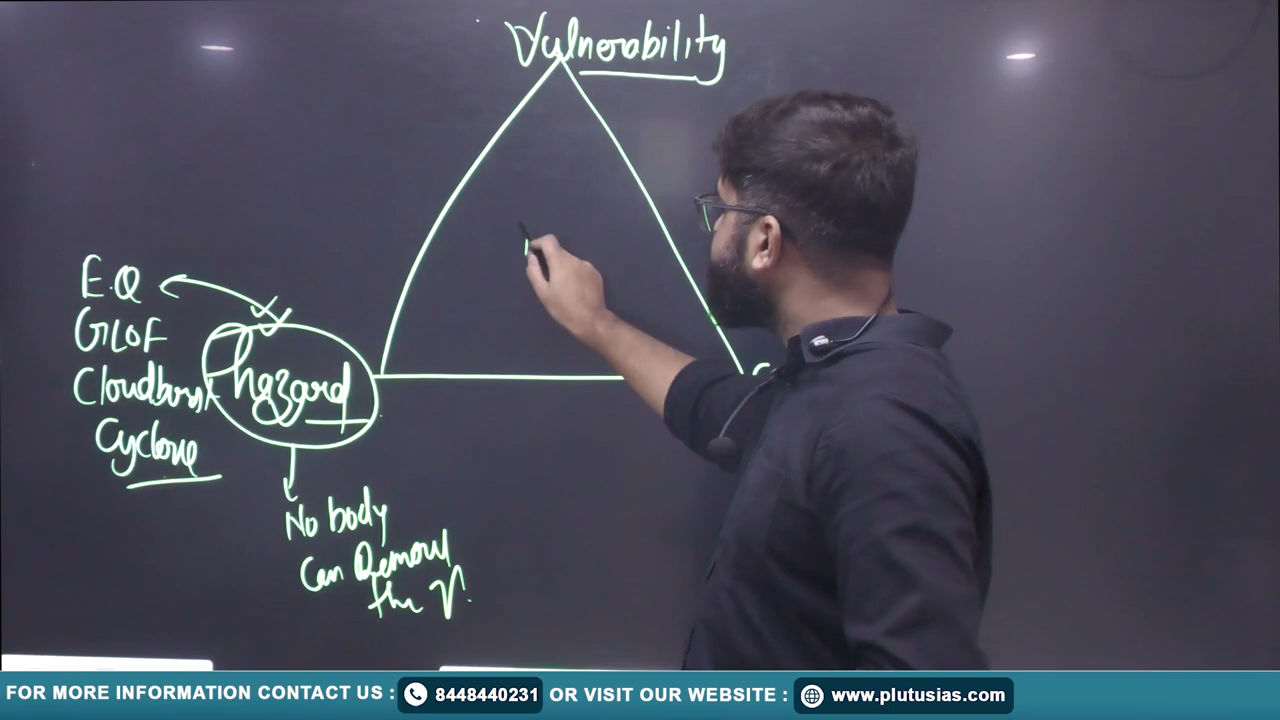 Vulnerability
E.Q
GLOF
Cloudburst
Cyclone
hazard
No body
Can Remove
the V.
FOR MORE INFORMATION CONTACT US : 8448440231 OR VISIT OUR WEBSITE : www.plutusias.com